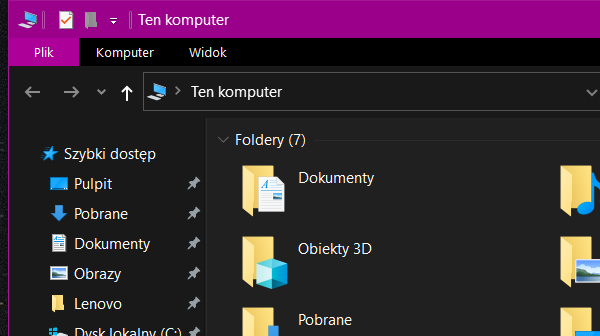 Ten komputer
Plik Komputer Widok
Ten komputer
Szybki dostęp
Pulpit
Pobrane
Dokumenty
Obrazy
Lenovo
Dysk lokalny (C:)
Foldery (7)
Dokumenty
Obiekty 3D
Pobrane